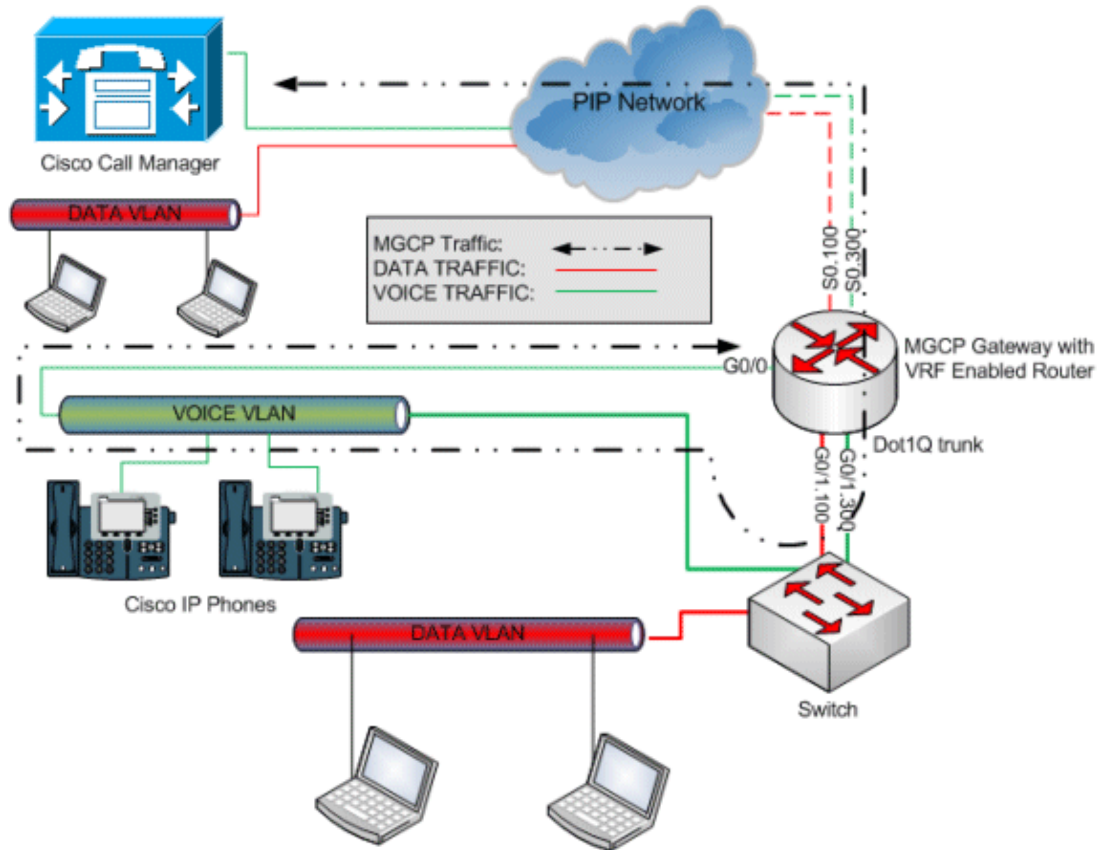 PIP Network
Cisco Call Manager
DATA VLAN
MGCP Traffic:
DATA TRAFFIC:
VOICE TRAFFIC:
S0.100
S0.300
G0/0
MGCP Gateway with
VRF Enabled Router
VOICE VLAN
Dot1Q trunk
G0/1.100
G0/1.300
Cisco IP Phones
DATA VLAN
Switch